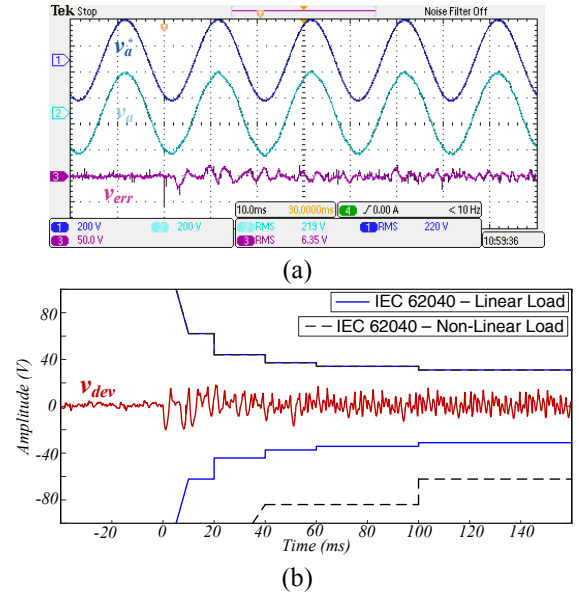 Tek Stop
Noise Filter Off
v_a^*
v_a
v_err
1
2
3
10.0ms 30.0000ms
4 ∫ 0.00 A < 10 Hz
1 200 V 2 200 V
3 50.0 V
2 RMS 219 V 1 RMS 220 V
3 RMS 6.35 V
10:59:36
(a)
IEC 62040 – Linear Load
IEC 62040 – Non-Linear Load
v_dev
Amplitude (V)
80
40
0
-40
-80
-20 0 20 40 60 80 100 120 140
Time (ms)
(b)